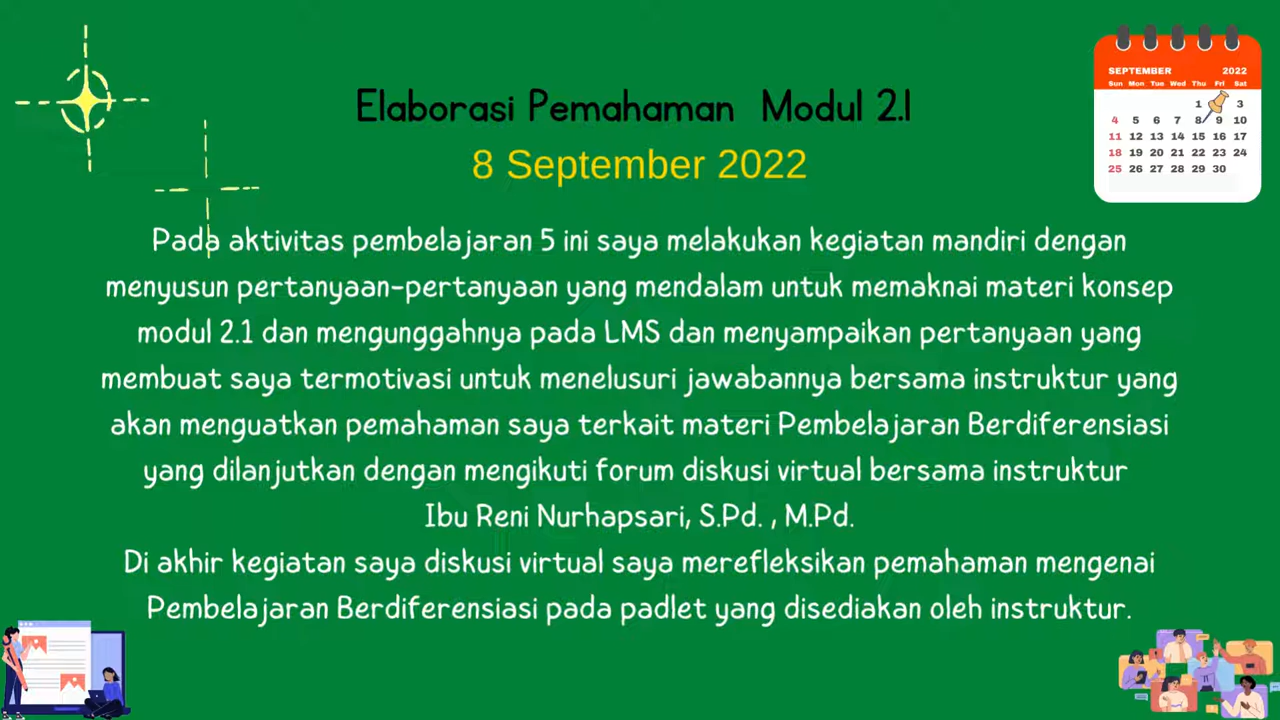 Elaborasi Pemahaman Modul 2.1
8 September 2022
SEPTEMBER 2022
Sun Mon Tue Wed Thu Fri Sat
1 3
4 5 6 7 8 9 10
11 12 13 14 15 16 17
18 19 20 21 22 23 24
25 26 27 28 29 30
Pada aktivitas pembelajaran 5 ini saya melakukan kegiatan mandiri dengan
menyusun pertanyaan-pertanyaan yang mendalam untuk memaknai materi konsep
modul 2.1 dan mengunggahnya pada LMS dan menyampaikan pertanyaan yang
membuat saya termotivasi untuk menelusuri jawabannya bersama instruktur yang
akan menguatkan pemahaman saya terkait materi Pembelajaran Berdiferensiasi
yang dilanjutkan dengan mengikuti forum diskusi virtual bersama instruktur
Ibu Reni Nurhapsari, S.Pd. , M.Pd.
Di akhir kegiatan saya diskusi virtual saya merefleksikan pemahaman mengenai
Pembelajaran Berdiferensiasi pada padlet yang disediakan oleh instruktur.